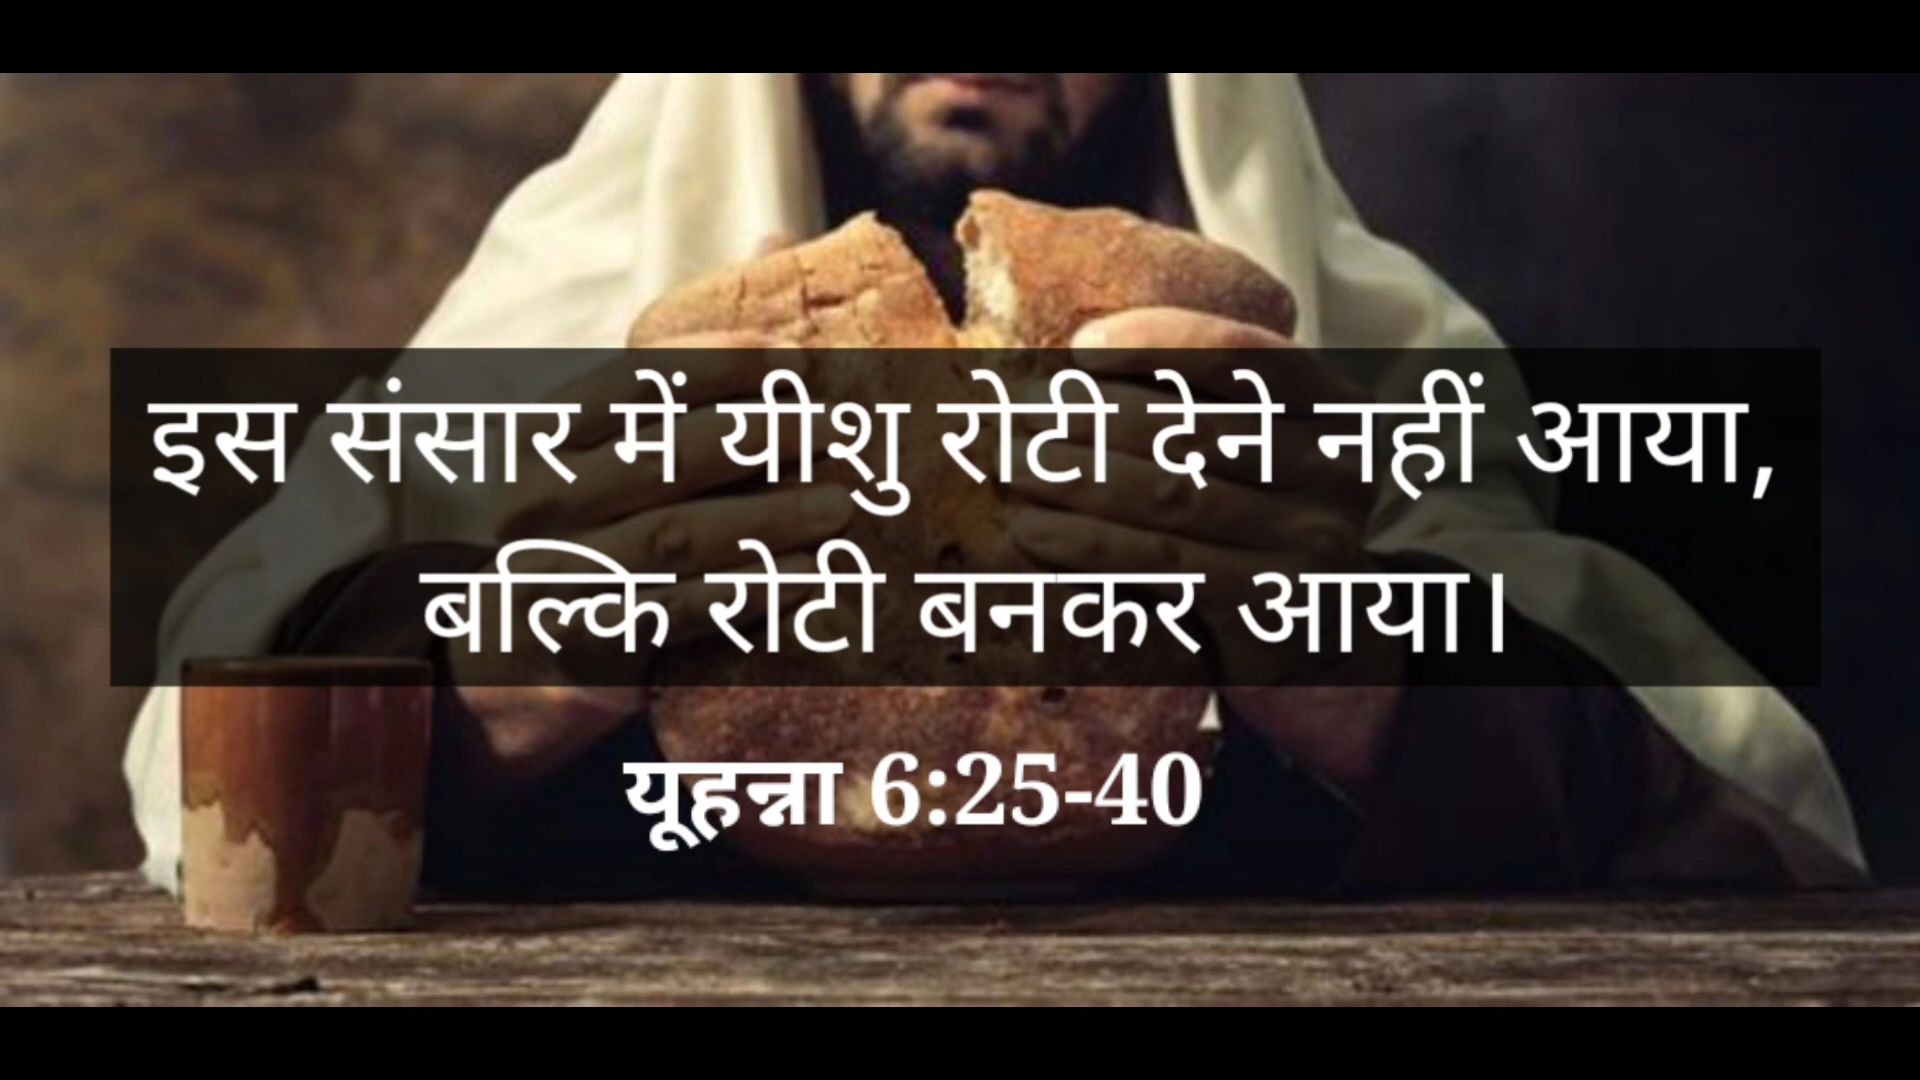 इस संसार में यीशु रोटी देने नहीं आया,
बल्कि रोटी बनकर आया।
यूहन्ना 6:25-40